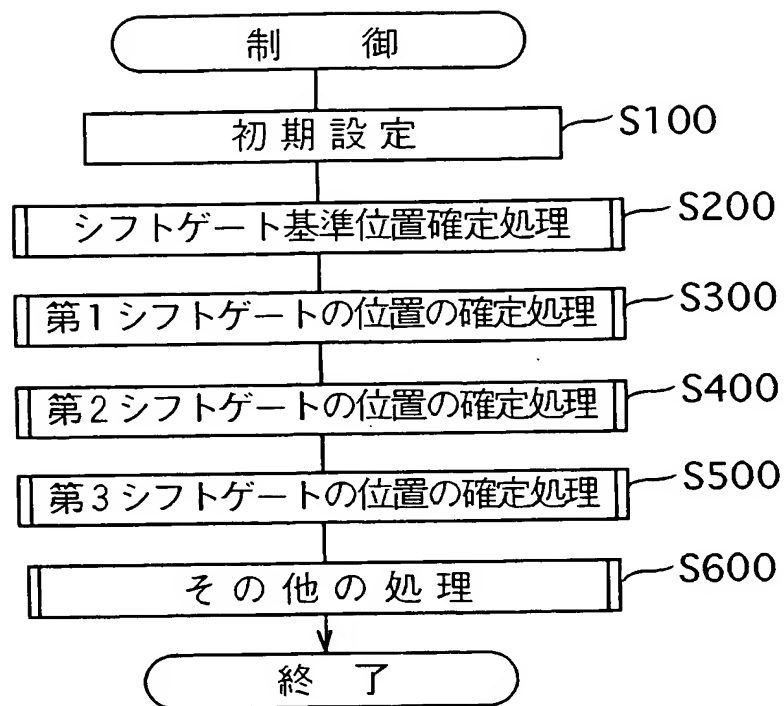 制 御
初期設定 S100
シフトゲート基準位置確定処理 S200
第1シフトゲートの位置の確定処理 S300
第2シフトゲートの位置の確定処理 S400
第3シフトゲートの位置の確定処理 S500
その他の処理 S600
終 了